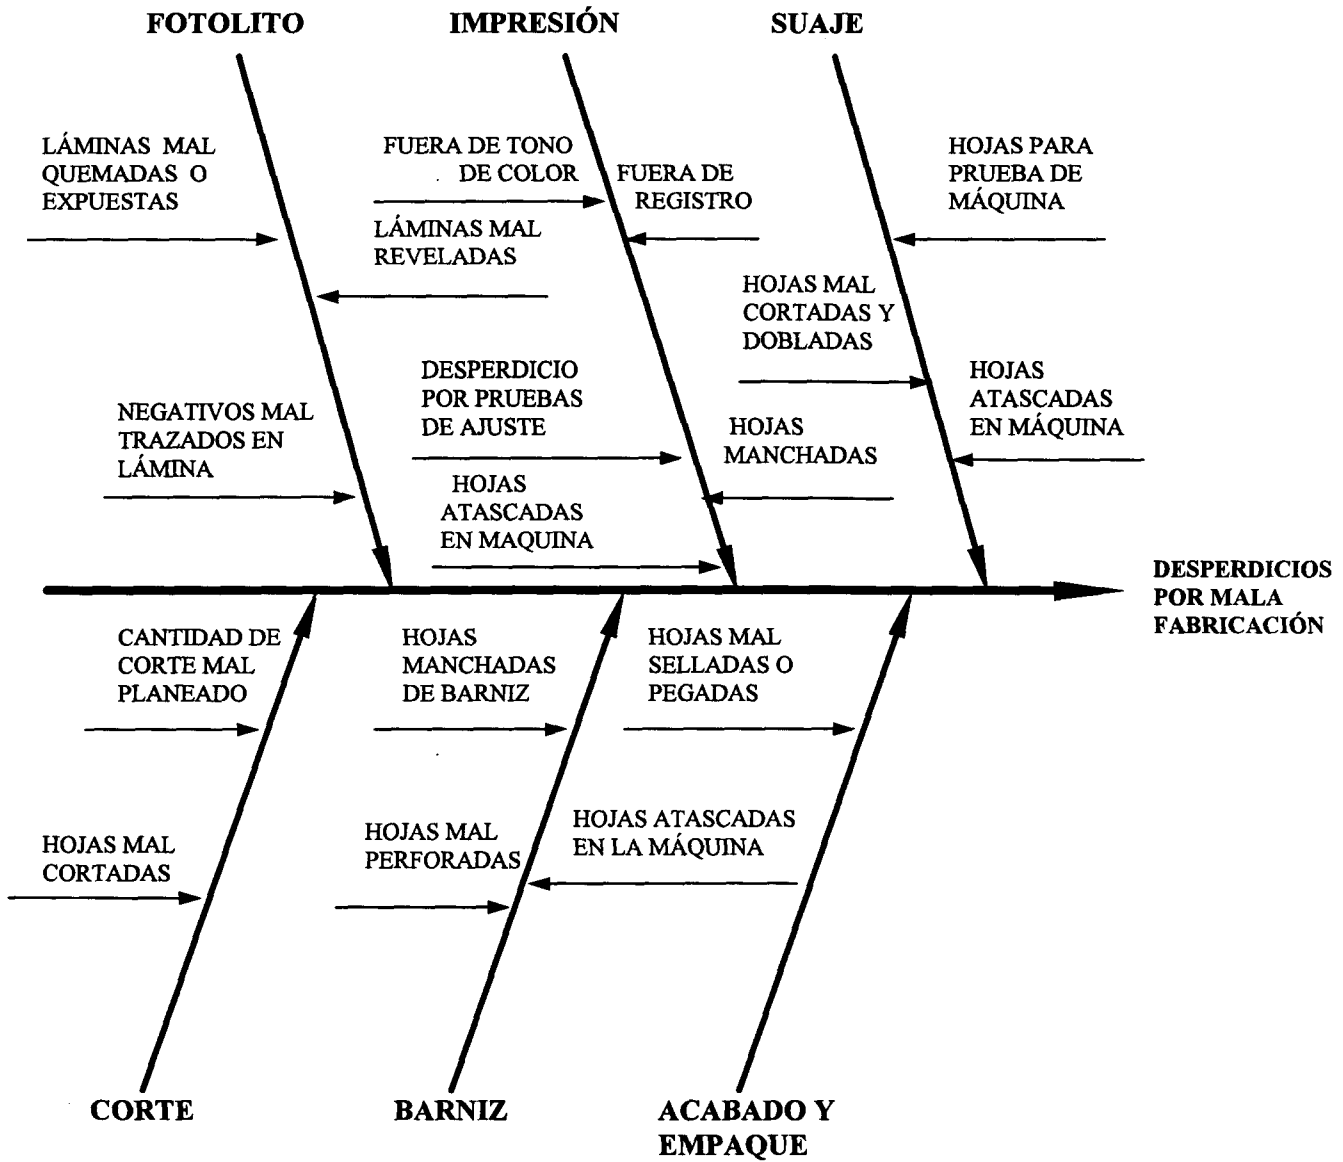 FOTOLITO
IMPRESIÓN
SUAJE
LÁMINAS MAL
QUEMADAS O
EXPUESTAS
FUERA DE TONO
DE COLOR
FUERA DE
REGISTRO
HOJAS PARA
PRUEBA DE
MÁQUINA
LÁMINAS MAL
REVELADAS
HOJAS MAL
CORTADAS Y
DOBLADAS
DESPERDICIO
POR PRUEBAS
DE AJUSTE
HOJAS
ATASCADAS
EN MÁQUINA
NEGATIVOS MAL
TRAZADOS EN
LÁMINA
HOJAS
MANCHADAS
HOJAS
ATASCADAS
EN MAQUINA
DESPERDICIOS
POR MALA
FABRICACIÓN
CANTIDAD DE
CORTE MAL
PLANEADO
HOJAS
MANCHADAS
DE BARNIZ
HOJAS MAL
SELLADAS O
PEGADAS
HOJAS MAL
CORTADAS
HOJAS MAL
PERFORADAS
HOJAS ATASCADAS
EN LA MÁQUINA
CORTE
BARNIZ
ACABADO Y
EMPAQUE